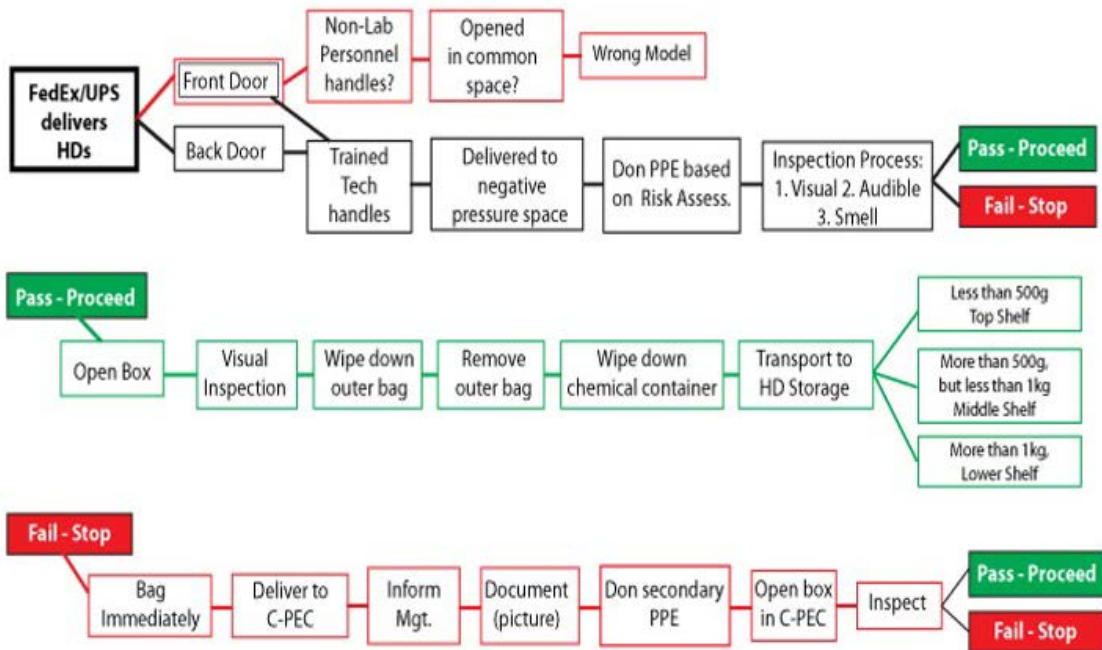 FedEx/UPS
delivers
HDs
Front Door
Back Door
Non-Lab
Personnel
handles?
Opened
in common
space?
Wrong Model
Trained
Tech
handles
Delivered to
negative
pressure space
Don PPE based
on Risk Assess.
Inspection Process:
1. Visual 2. Audible
3. Smell
Pass - Proceed
Fail - Stop
Pass - Proceed
Open Box
Visual
Inspection
Wipe down
outer bag
Remove
outer bag
Wipe down
chemical container
Transport to
HD Storage
Less than 500g
Top Shelf
More than 500g,
but less than 1kg
Middle Shelf
More than 1kg,
Lower Shelf
Fail - Stop
Bag
Immediately
Deliver to
C-PEC
Inform
Mgt.
Document
(picture)
Don secondary
PPE
Open box
in C-PEC
Inspect
Pass - Proceed
Fail - Stop